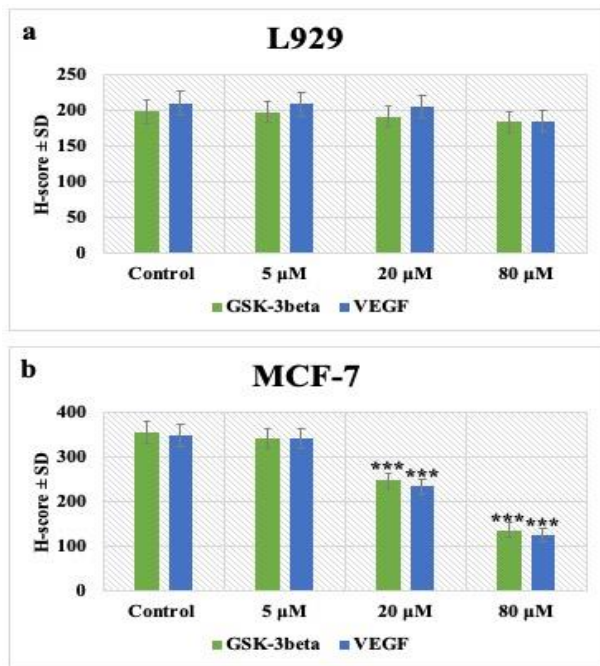 a
L929
H-score ± SD
250
200
150
100
50
0
Control 5 μM 20 μM 80 μM
GSK-3beta VEGF
b
MCF-7
H-score ± SD
400
300
200
100
0
*** ***
*** ***
Control 5 μM 20 μM 80 μM
GSK-3beta VEGF